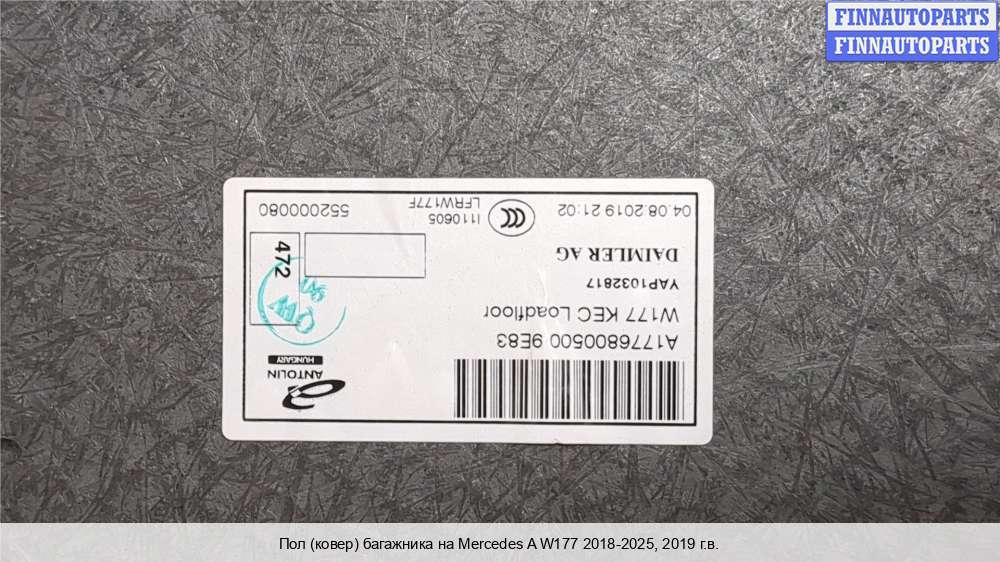 FINNAUTOPARTS
FINNAUTOPARTS
A1776800500 9E83
W177 KEC Loadfloor
YAP1032817
DAIMLER AG
04.08.2019 21:02
CCC
I110605
LFRW177F
552000080
ANTOLIN
HUNGARY
472
Пол (ковер) багажника на Mercedes A W177 2018-2025, 2019 г.в.